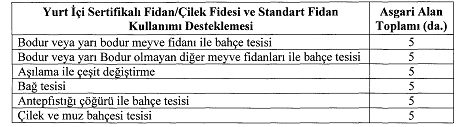 Yurt İçi Sertifikalı Fidan/Çilek Fidesi ve Standart Fidan Kullanımı Desteklemesi
Asgari Alan Toplamı (da.)
Bodur veya yarı bodur meyve fidanı ile bahçe tesisi 5
Bodur veya yarı Bodur olmayan diğer meyve fidanları ile bahçe tesisi 5
Aşılama ile çeşit değiştirme 5
Bağ tesisi 5
Antepfıstığı çöğürü ile bahçe tesisi 5
Çilek ve muz bahçesi tesisi 5